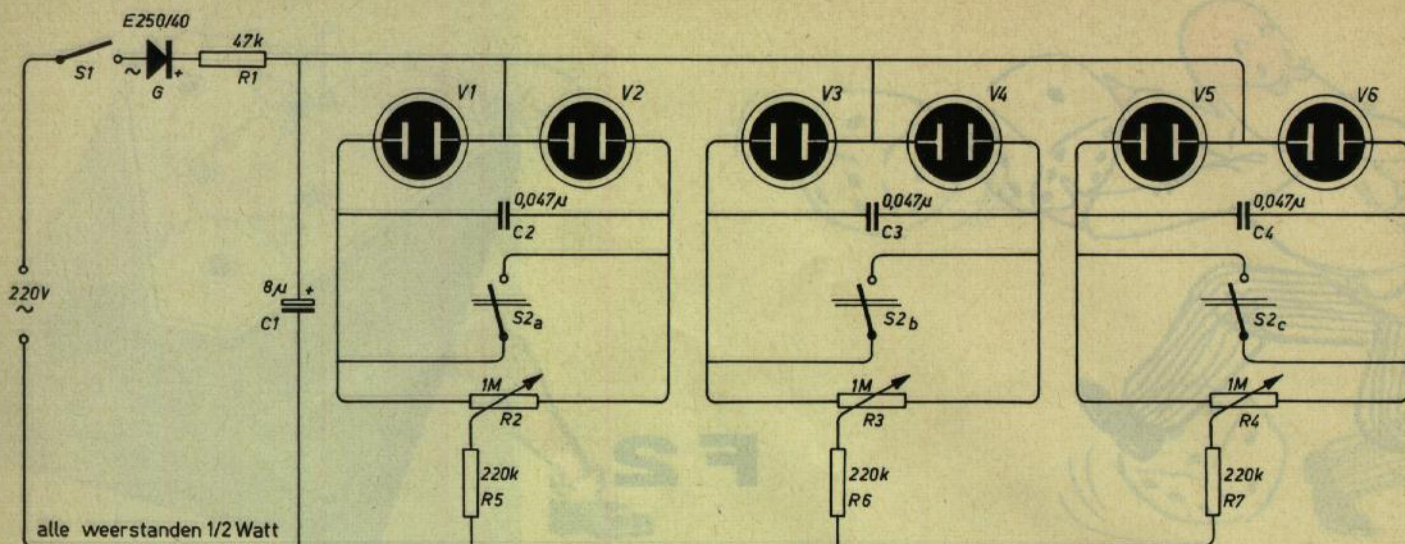 E250/40
47k
S1
~
G
+
R1
V1
V2
V3
V4
V5
V6
0,047µ
C2
0,047µ
C3
0,047µ
C4
220V
~
8µ
+
C1
S2a
S2b
S2c
1M
R2
1M
R3
1M
R4
F2
220k
R5
220k
R6
220k
R7
alle weerstanden 1/2 Watt